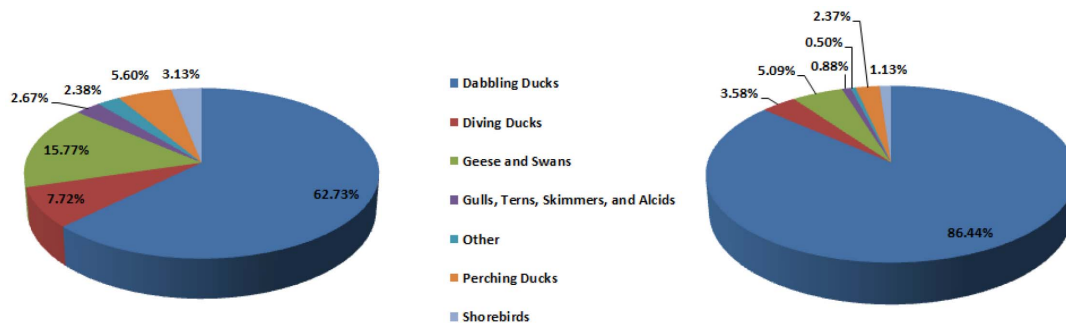 2.38%
5.60%
3.13%
2.67%
15.77%
7.72%
62.73%
Dabbling Ducks
Diving Ducks
Geese and Swans
Gulls, Terns, Skimmers, and Alcids
Other
Perching Ducks
Shorebirds
2.37%
0.50%
0.88%
5.09%
3.58%
1.13%
86.44%